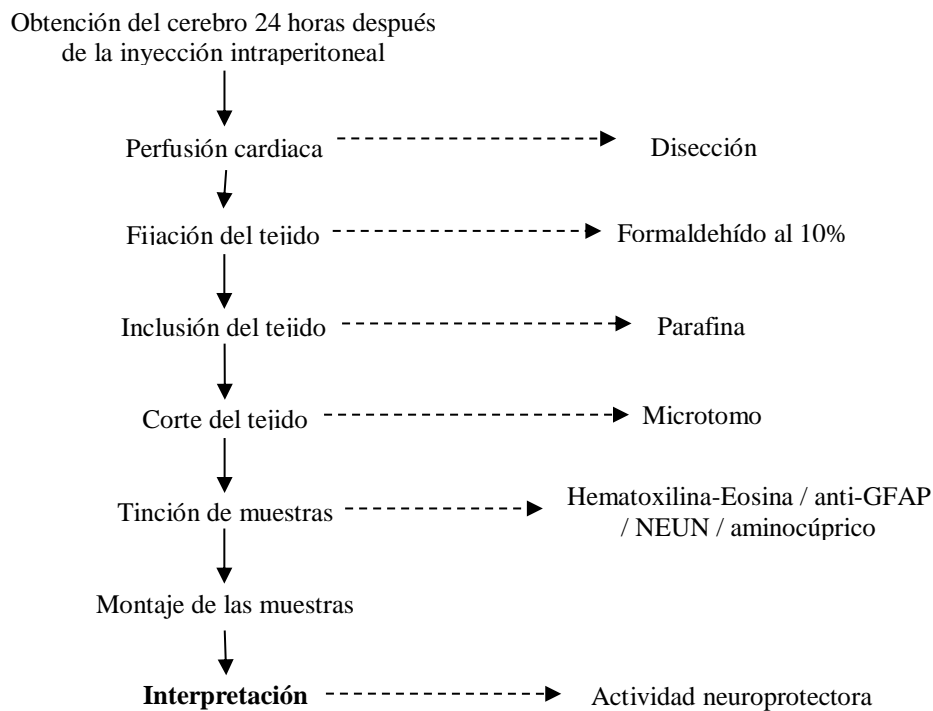 Obtención del cerebro 24 horas después
de la inyección intraperitoneal
Perfusión cardiaca
Disección
Fijación del tejido
Formaldehído al 10%
Inclusión del tejido
Parafina
Corte del tejido
Microtomo
Tinción de muestras
Hematoxilina-Eosina / anti-GFAP
/ NEUN / aminocúprico
Montaje de las muestras
Interpretación
Actividad neuroprotectora